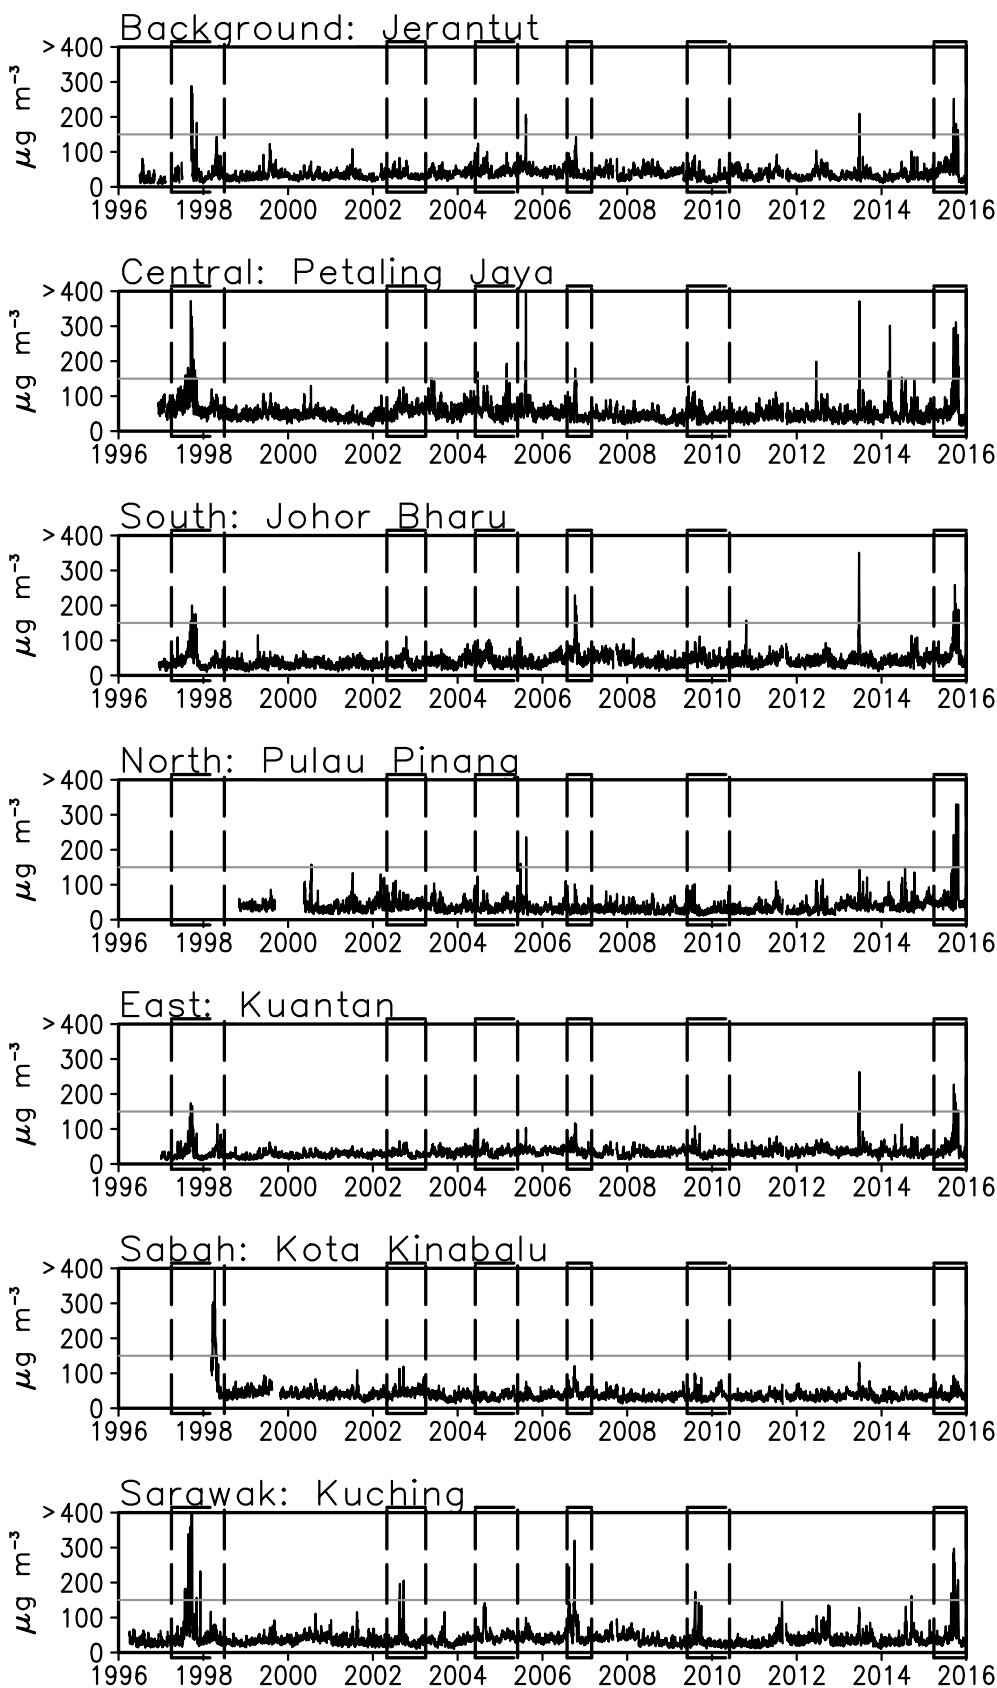 Background: Jerantut
>400
300
200
100
0
μg m⁻³
1996 1998 2000 2002 2004 2006 2008 2010 2012 2014 2016
Central: Petaling Jaya
>400
300
200
100
0
μg m⁻³
1996 1998 2000 2002 2004 2006 2008 2010 2012 2014 2016
South: Johor Bharu
>400
300
200
100
0
μg m⁻³
1996 1998 2000 2002 2004 2006 2008 2010 2012 2014 2016
North: Pulau Pinang
>400
300
200
100
0
μg m⁻³
1996 1998 2000 2002 2004 2006 2008 2010 2012 2014 2016
East: Kuantan
>400
300
200
100
0
μg m⁻³
1996 1998 2000 2002 2004 2006 2008 2010 2012 2014 2016
Sabah: Kota Kinabalu
>400
300
200
100
0
μg m⁻³
1996 1998 2000 2002 2004 2006 2008 2010 2012 2014 2016
Sarawak: Kuching
>400
300
200
100
0
μg m⁻³
1996 1998 2000 2002 2004 2006 2008 2010 2012 2014 2016